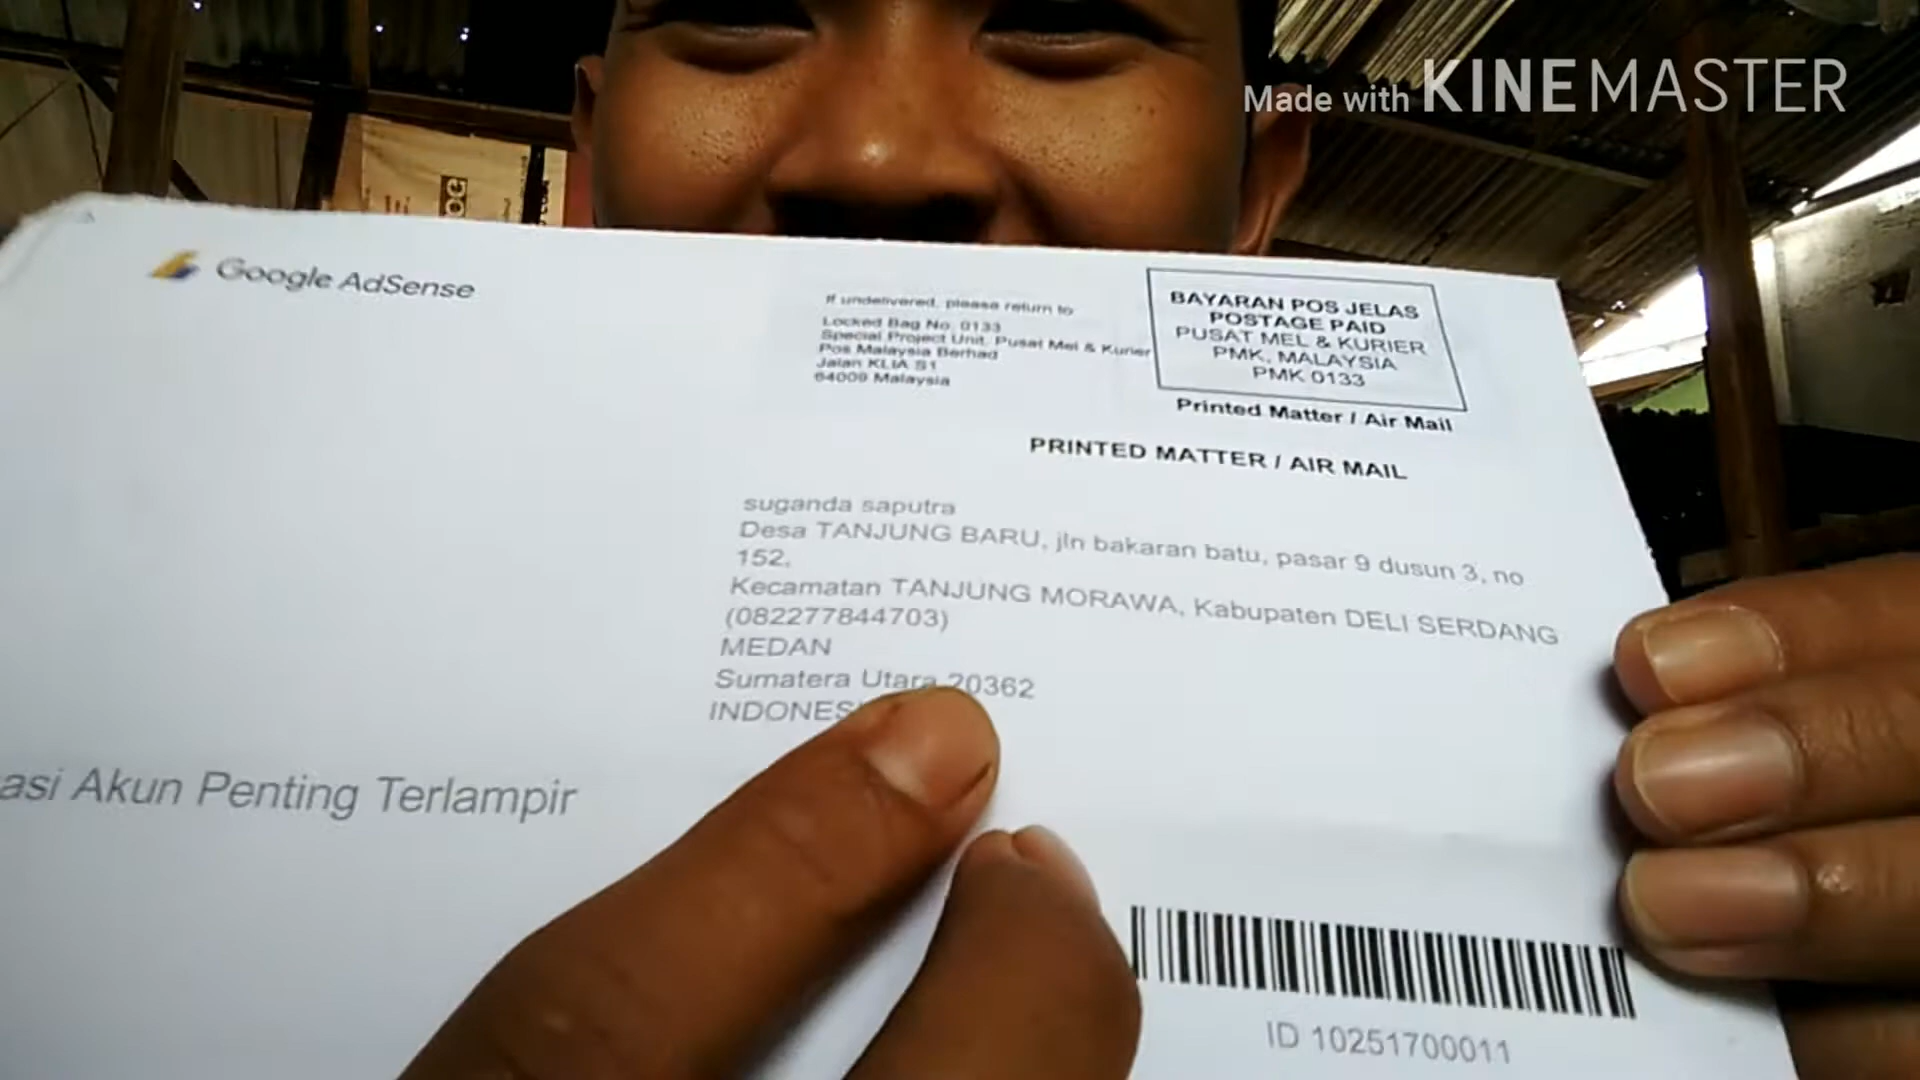 Made with KINEMASTER
Google AdSense
If undelivered, please return to
Locked Bag No. 0133
Special Project Unit, Pusat Mel & Kurier
Pos Malaysia Berhad
Jalan KLIA S1
64009 Malaysia
BAYARAN POS JELAS
POSTAGE PAID
PUSAT MEL & KURIER
PMK, MALAYSIA
PMK 0133
Printed Matter / Air Mail
PRINTED MATTER / AIR MAIL
suganda saputra
Desa TANJUNG BARU, jln bakaran batu, pasar 9 dusun 3, no
152,
Kecamatan TANJUNG MORAWA, Kabupaten DELI SERDANG
(082277844703)
MEDAN
Sumatera Utara 20362
INDONES
asi Akun Penting Terlampir
ID 10251700011